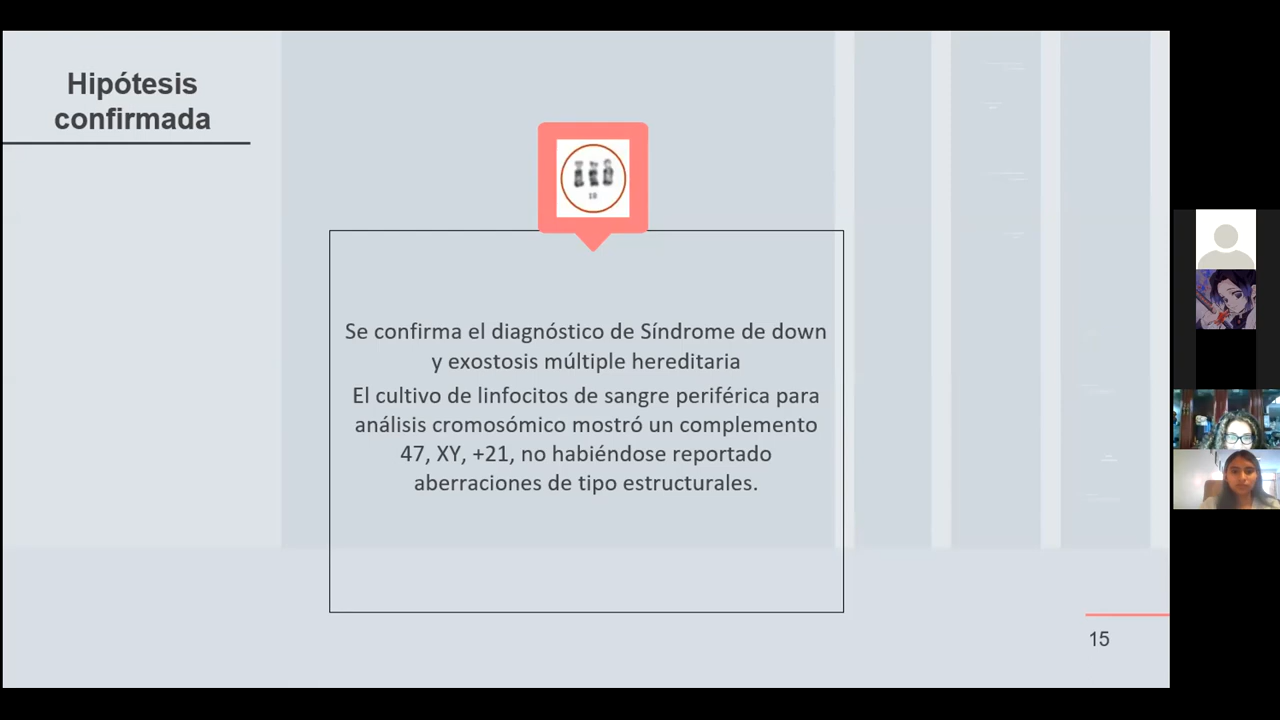 Hipótesis
confirmada
Se confirma el diagnóstico de Síndrome de down
y exostosis múltiple hereditaria
El cultivo de linfocitos de sangre periférica para
análisis cromosómico mostró un complemento
47, XY, +21, no habiéndose reportado
aberraciones de tipo estructurales.
15